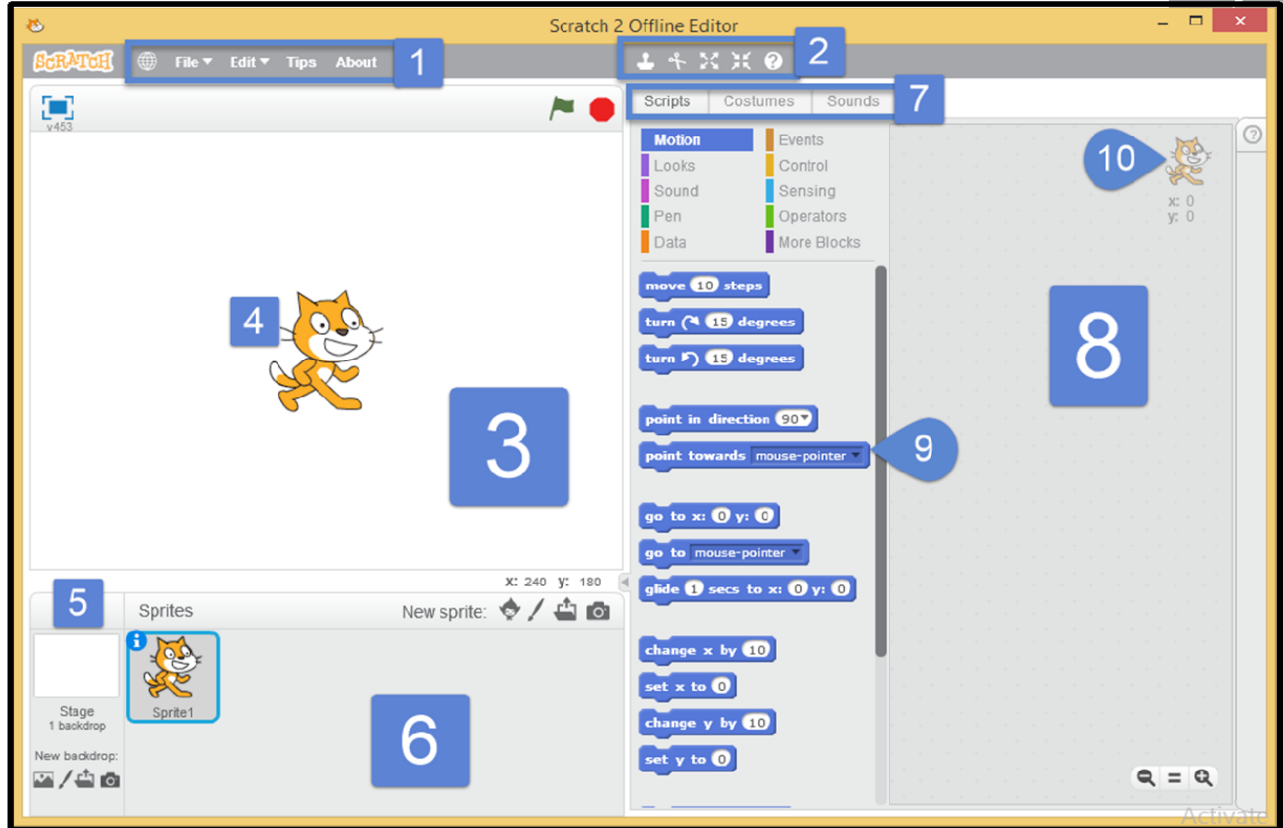 Scratch 2 Offline Editor
SCRATCH File Edit Tips About 1 2
v453
Scripts Costumes Sounds 7
Motion Events
Looks Control
Sound Sensing
Pen Operators
Data More Blocks
10
x: 0
y: 0
move 10 steps
turn 15 degrees
turn 15 degrees
point in direction 90
point towards mouse-pointer
go to x: 0 y: 0
go to mouse-pointer
glide 1 secs to x: 0 y: 0
change x by 10
set x to 0
change y by 10
set y to 0
8
9
4
3
x: 240 y: 180
5
Sprites New sprite:
Stage
1 backdrop
New backdrop:
Sprite1
6
Activate